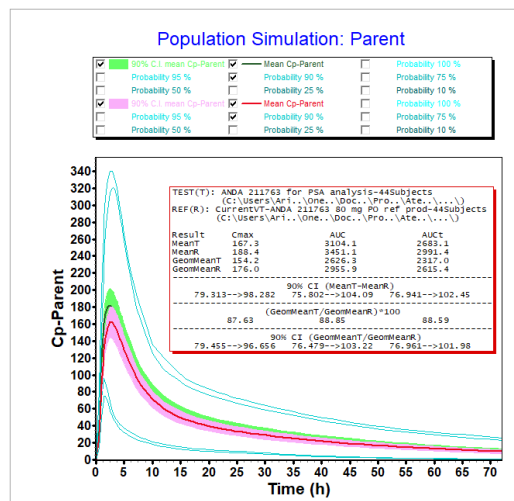 Population Simulation: Parent
90% C.I. mean Cp-Parent Mean Cp-Parent Probability 100 %
Probability 95 % Probability 90 % Probability 75 %
Probability 50 % Probability 25 % Probability 10 %
90% C.I. mean Cp-Parent Mean Cp-Parent Probability 100 %
Probability 95 % Probability 90 % Probability 75 %
Probability 50 % Probability 25 % Probability 10 %
Cp-Parent
340
320
300
280
260
240
220
200
180
160
140
120
100
80
60
40
20
0
TEST(T): ANDA 211763 for PSA analysis-44Subjects
(C:\Users\Ari..\One..\Doc..\Pro..\Ate..\...\)
REF(R): CurrentVT-ANDA 211763 80 mg PO ref prod-44Subjects
(C:\Users\Ari..\One..\Doc..\Pro..\Ate..\...\)
Result Cmax AUC AUCt
MeanT 167.3 3104.1 2683.1
MeanR 188.4 3451.1 2991.4
GeomMeanT 154.2 2626.3 2317.0
GeomMeanR 176.0 2955.9 2615.4
90% CI (MeanT-MeanR)
79.313-->98.282 75.802-->104.09 76.941-->102.45
(GeomMeanT/GeomMeanR)*100
87.63 88.85 88.59
90% CI (GeomMeanT/GeomMeanR)
79.455-->96.656 76.479-->103.22 76.961-->101.98
0 5 10 15 20 25 30 35 40 45 50 55 60 65 70
Time (h)